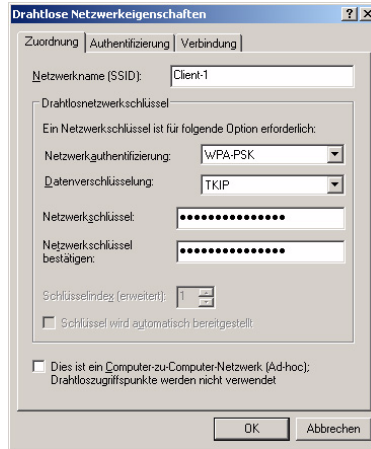 Drahtlose Netzwerkeigenschaften
Zuordnung Authentifizierung Verbindung
Netzwerkname (SSID): Client-1
Drahtlosnetzwerkschlüssel
Ein Netzwerkschlüssel ist für folgende Option erforderlich:
Netzwerkauthentifizierung: WPA-PSK
Datenverschlüsselung: TKIP
Netzwerkschlüssel: •••••••••••••••
Netzwerkschlüssel
bestätigen: •••••••••••••••
Schlüsselindex (erweitert): 1
Schlüssel wird automatisch bereitgestellt
Dies ist ein Computer-zu-Computer-Netzwerk (Ad-hoc);
Drahtloszugriffspunkte werden nicht verwendet
OK Abbrechen